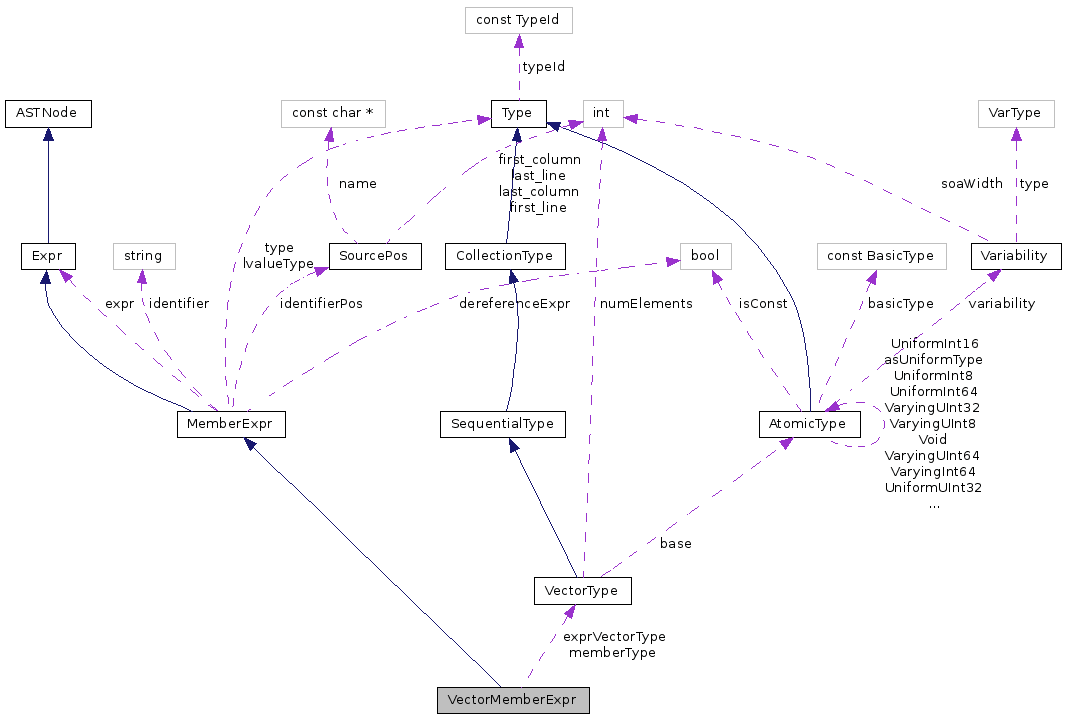 const TypeId
typeId
ASTNode
const char *
Type
int
VarType
name
first_column
last_line
last_column
first_line
soaWidth
type
Expr
string
type
lvalueType
SourcePos
CollectionType
bool
const BasicType
Variability
expr
identifier
identifierPos
dereferenceExpr
numElements
isConst
basicType
variability
UniformInt16
asUniformType
UniformInt8
UniformInt64
VaryingUInt32
VaryingUInt8
Void
VaryingUInt64
VaryingInt64
UniformUInt32
...
MemberExpr
SequentialType
AtomicType
base
VectorType
exprVectorType
memberType
VectorMemberExpr